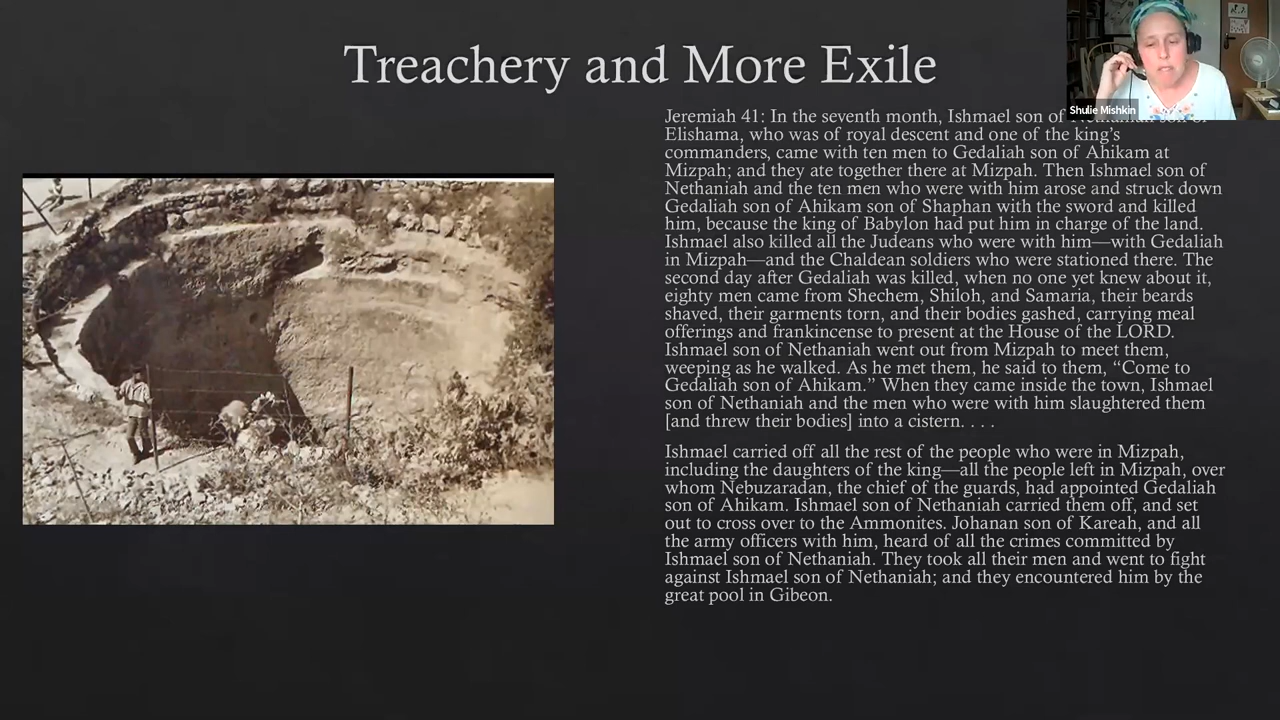 Treachery and More Exile
Shulie Mishkin
Jeremiah 41: In the seventh month, Ishmael son of
Elishama, who was of royal descent and one of the king's
commanders, came with ten men to Gedaliah son of Ahikam at
Mizpah; and they ate together there at Mizpah. Then Ishmael son of
Nethaniah and the ten men who were with him arose and struck down
Gedaliah son of Ahikam son of Shaphan with the sword and killed
him, because the king of Babylon had put him in charge of the land.
Ishmael also killed all the Judeans who were with him—with Gedaliah
in Mizpah—and the Chaldean soldiers who were stationed there. The
second day after Gedaliah was killed, when no one yet knew about it,
eighty men came from Shechem, Shiloh, and Samaria, their beards
shaved, their garments torn, and their bodies gashed, carrying meal
offerings and frankincense to present at the House of the LORD.
Ishmael son of Nethaniah went out from Mizpah to meet them,
weeping as he walked. As he met them, he said to them, “Come to
Gedaliah son of Ahikam.” When they came inside the town, Ishmael
son of Nethaniah and the men who were with him slaughtered them
[and threw their bodies] into a cistern. . . .
Ishmael carried off all the rest of the people who were in Mizpah,
including the daughters of the king—all the people left in Mizpah, over
whom Nebuzaradan, the chief of the guards, had appointed Gedaliah
son of Ahikam. Ishmael son of Nethaniah carried them off, and set
out to cross over to the Ammonites. Johanan son of Kareah, and all
the army officers with him, heard of all the crimes committed by
Ishmael son of Nethaniah. They took all their men and went to fight
against Ishmael son of Nethaniah; and they encountered him by the
great pool in Gibeon.